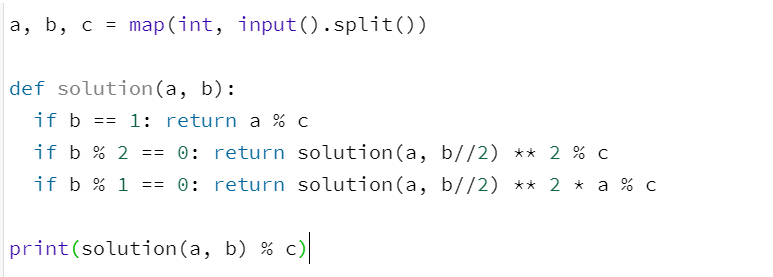 a, b, c = map(int, input().split())
def solution(a, b):
if b == 1: return a % c
if b % 2 == 0: return solution(a, b//2) ** 2 % c
if b % 1 == 0: return solution(a, b//2) ** 2 * a % c
print(solution(a, b) % c)